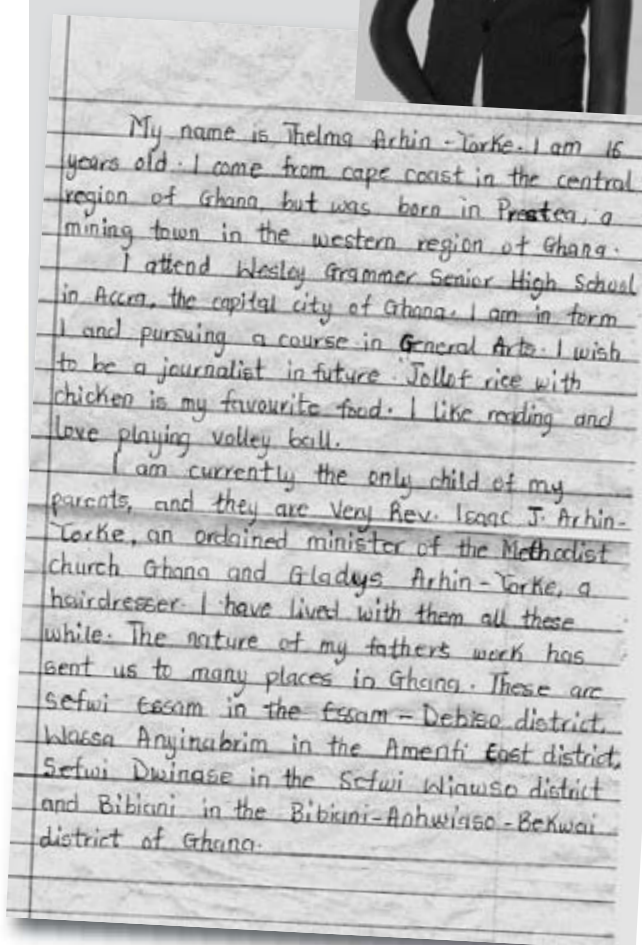 My name is Thelma Arhin-Yorke. I am 16
years old. I come from cape coast in the central
region of Ghana but was born in Prestea, a
mining town in the western region of Ghana.
I attend Wesley Grammer Senior High School
in Accra, the capital city of Ghana. I am in form
1 and pursuing a course in General Arts. I wish
to be a journalist in future. Jollof rice with
chicken is my favourite food. I like reading and
love playing volley ball.
I am currently the only child of my
parents, and they are Very Rev. Isaac J. Arhin-
Yorke, an ordained minister of the Methodist
church Ghana and Gladys Arhin-Yorke, a
hairdresser. I have lived with them all these
while. The nature of my father's work has
sent us to many places in Ghana. These are
Sefwi Essam in the Essam-Debiso district,
Wassa Anyinabrim in the Amenfi East district,
Sefwi Dwinase in the Sefwi Wiawso district
and Bibiani in the Bibiani-Anhwiaso-Bekwai
district of Ghana.